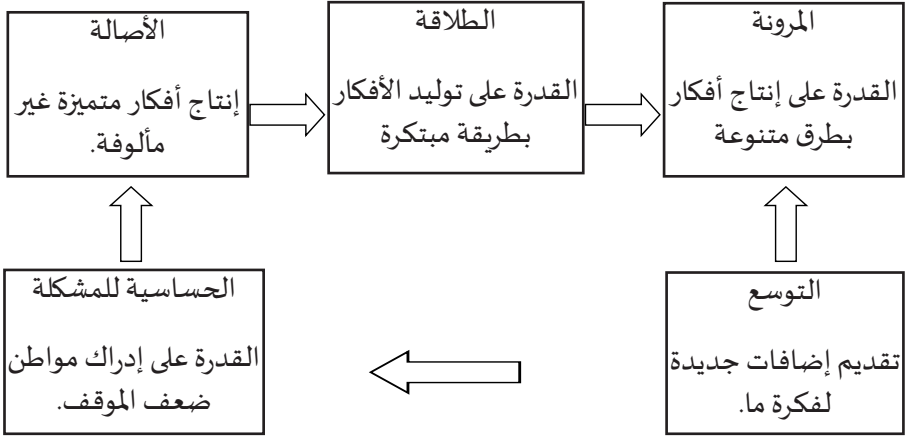 المرونة
القدرة على إنتاج أفكار
بطرق متنوعة
الطلاقة
القدرة على توليد الأفكار
بطريقة مبتكرة
الأصالة
إنتاج أفكار متميزة غير
مألوفة.
التوسع
تقديم إضافات جديدة
لفكرة ما.
الحساسية للمشكلة
القدرة على إدراك مواطن
ضعف الموقف.